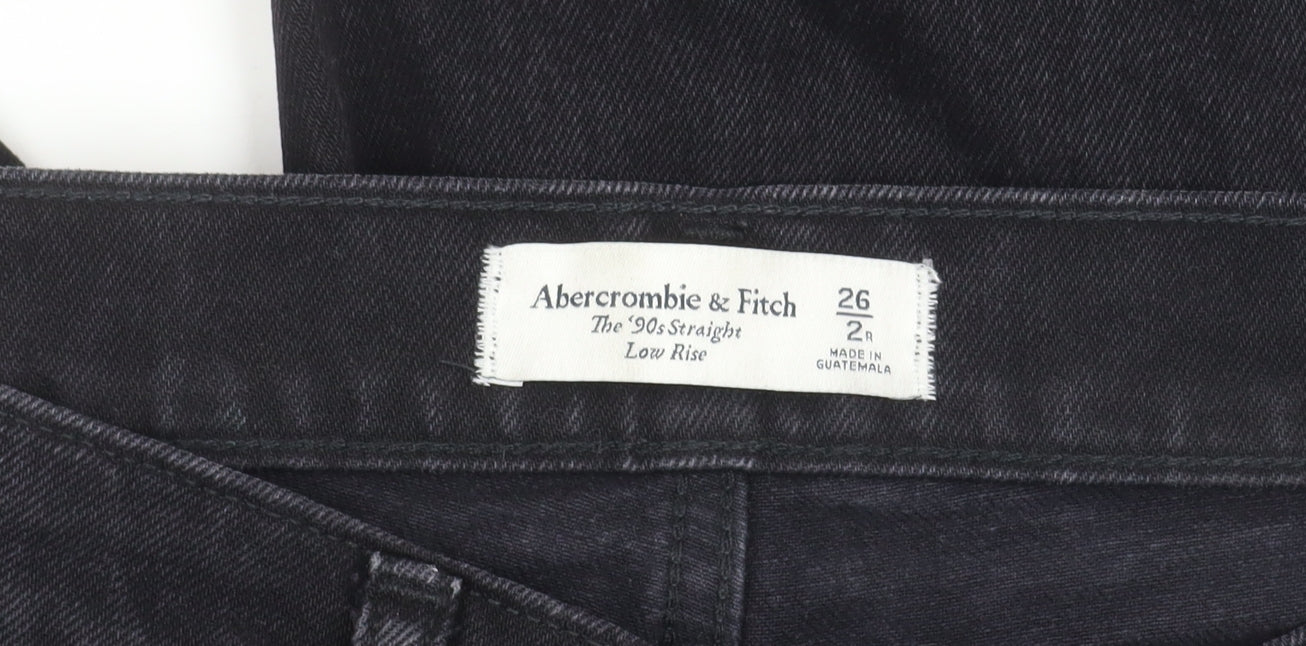 Abercrombie & Fitch
The ‘90s Straight
Low Rise
26
2R
MADE IN
GUATEMALA